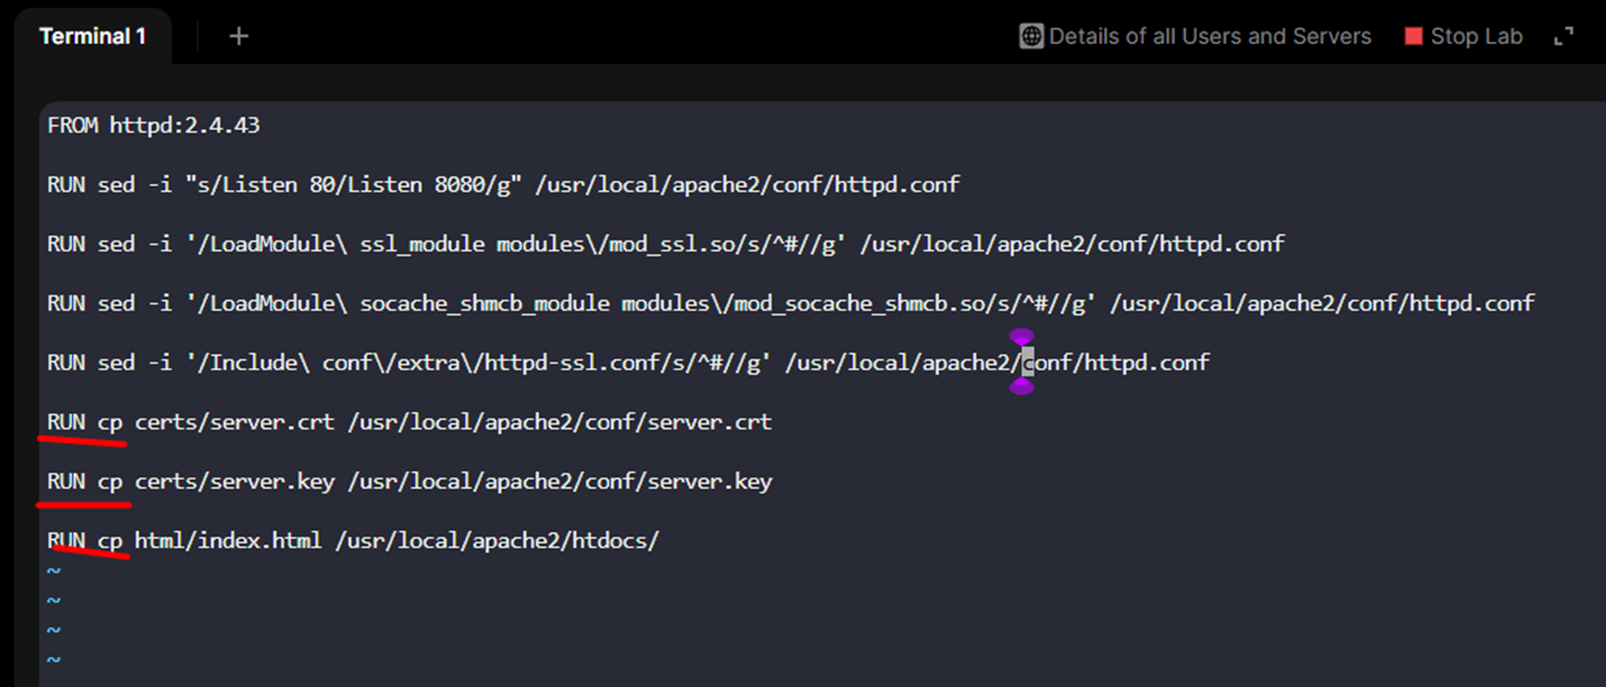 Terminal 1 + Details of all Users and Servers Stop Lab
FROM httpd:2.4.43
RUN sed -i "s/Listen 80/Listen 8080/g" /usr/local/apache2/conf/httpd.conf
RUN sed -i '/LoadModule\ ssl_module modules\/mod_ssl.so/s/^#//g' /usr/local/apache2/conf/httpd.conf
RUN sed -i '/LoadModule\ socache_shmcb_module modules\/mod_socache_shmcb.so/s/^#//g' /usr/local/apache2/conf/httpd.conf
RUN sed -i '/Include\ conf\/extra\/httpd-ssl.conf/s/^#//g' /usr/local/apache2/conf/httpd.conf
RUN cp certs/server.crt /usr/local/apache2/conf/server.crt
RUN cp certs/server.key /usr/local/apache2/conf/server.key
RUN cp html/index.html /usr/local/apache2/htdocs/
~
~
~
~